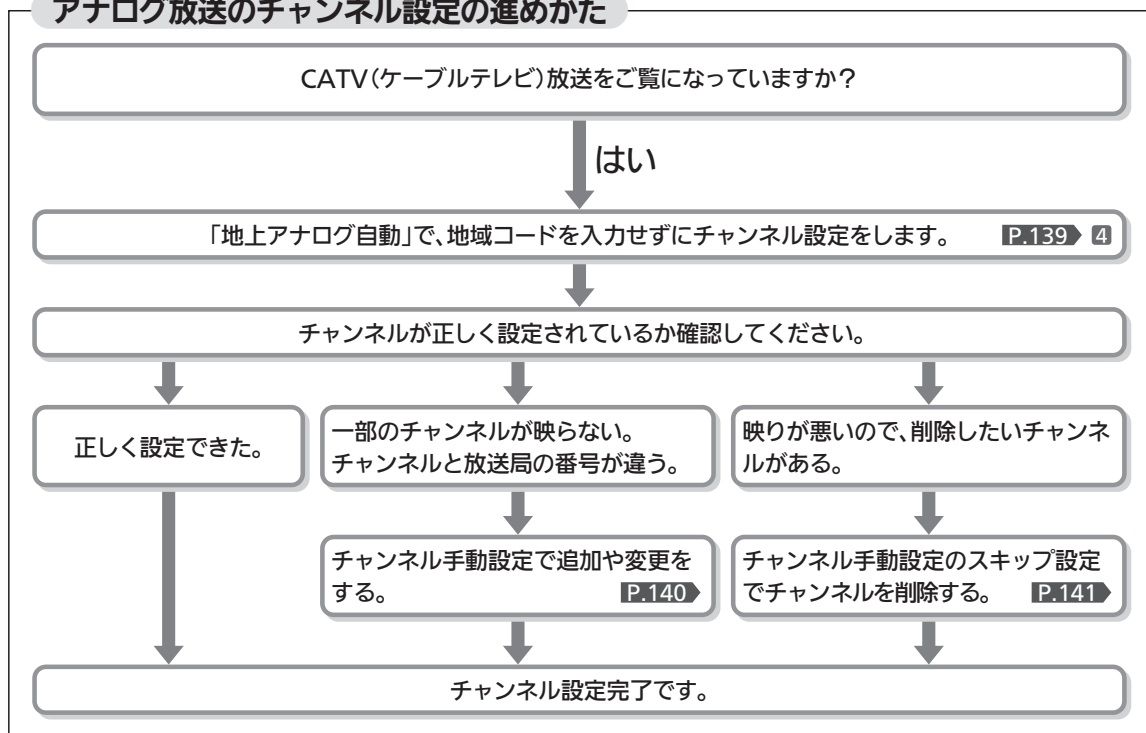 アナログ放送のチャンネル設定の進めかた
CATV(ケーブルテレビ)放送をご覧になっていますか?
はい
「地上アナログ自動」で、地域コードを入力せずにチャンネル設定をします。 P.139 4
チャンネルが正しく設定されているか確認してください。
正しく設定できた。
一部のチャンネルが映らない。
チャンネルと放送局の番号が違う。
映りが悪いので、削除したいチャンネ
ルがある。
チャンネル手動設定で追加や変更を
する。 P.140
チャンネル手動設定のスキップ設定
でチャンネルを削除する。 P.141
チャンネル設定完了です。